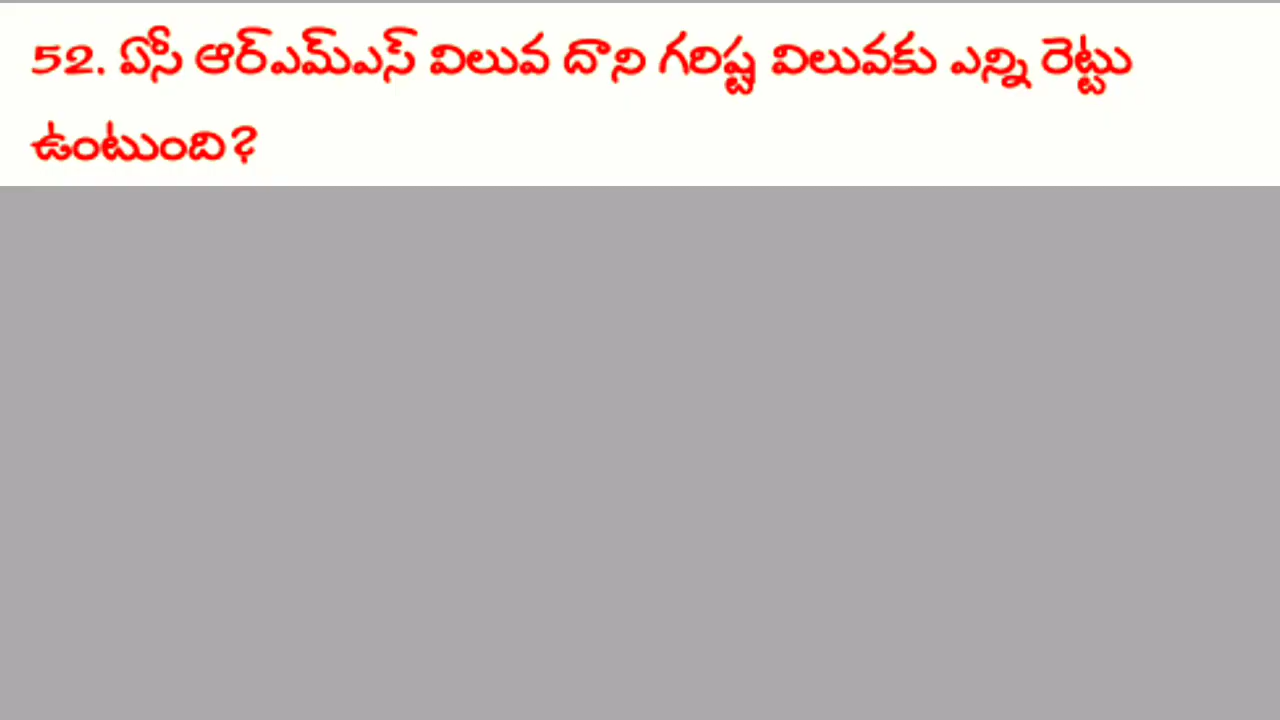 52. ఏసీ ఆర్ఎమ్ఎస్ విలువ దాని గరిష్ట విలువకు ఎన్ని రెట్టు
ఉంటుంది?